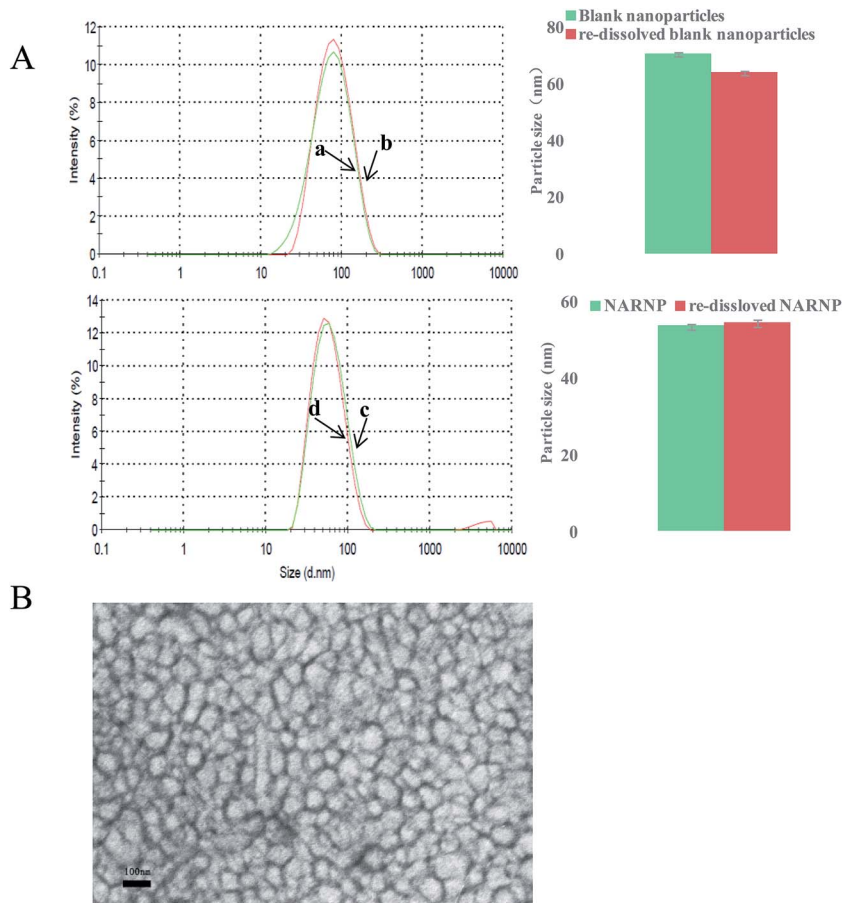 A
Intensity (%)
12
10
8
6
4
2
0
a
b
0.1 1 10 100 1000 10000
Blank nanoparticles
re-dissolved blank nanoparticles
Particle size (nm)
80
60
40
20
0
Intensity (%)
14
12
10
8
6
4
2
0
d
c
0.1 1 10 100 1000 10000
Size (d.nm)
NARNP re-dissloved NARNP
Particle size (nm)
60
40
20
0
B
100nm